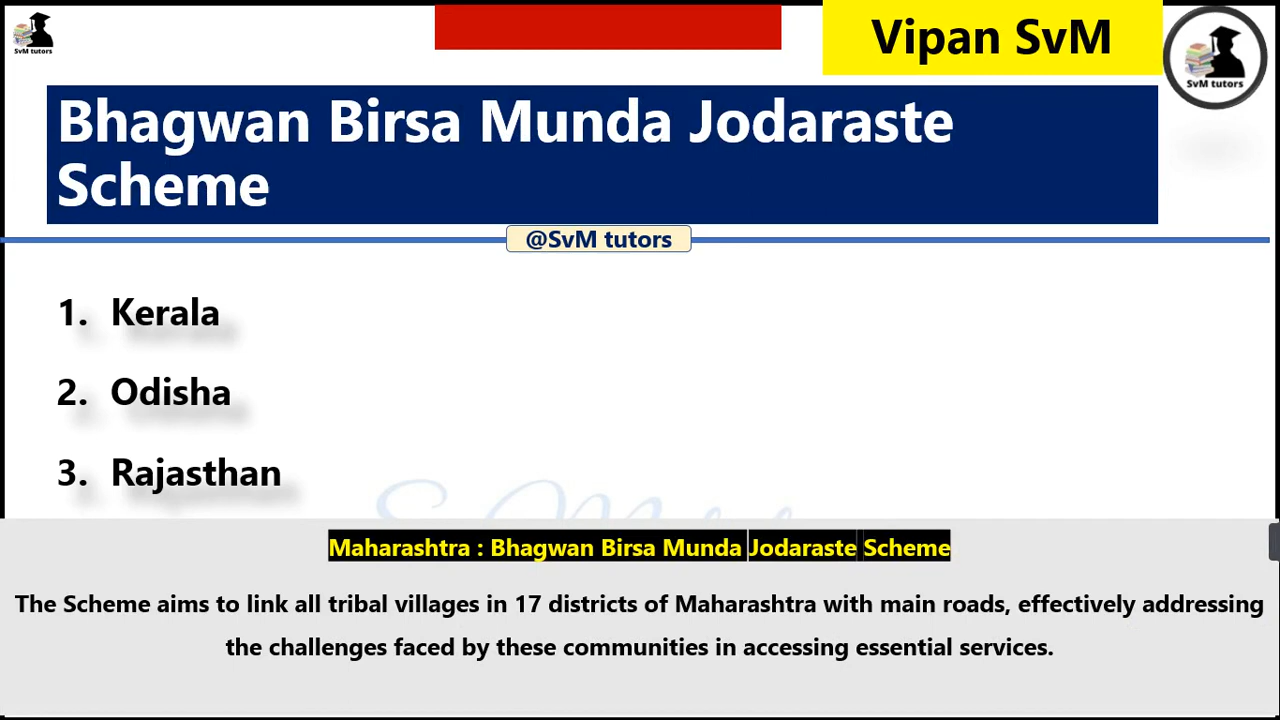 SvM tutors
Vipan SvM
SvM tutors
Bhagwan Birsa Munda Jodaraste
Scheme
@SvM tutors
1. Kerala
2. Odisha
3. Rajasthan
Maharashtra : Bhagwan Birsa Munda Jodaraste Scheme
The Scheme aims to link all tribal villages in 17 districts of Maharashtra with main roads, effectively addressing
the challenges faced by these communities in accessing essential services.